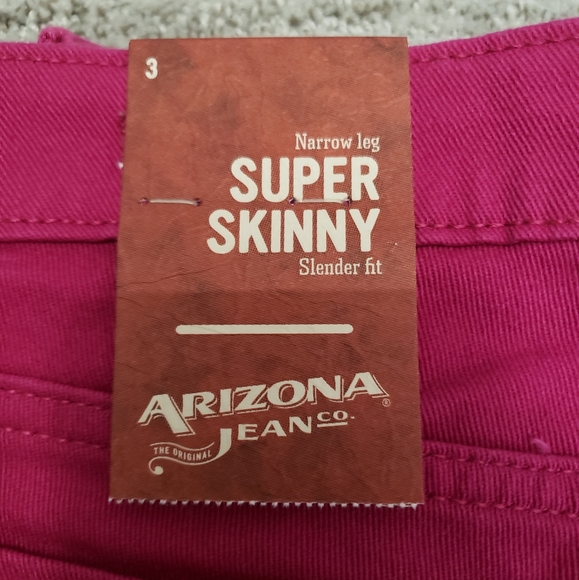 3
Narrow leg
SUPER
SKINNY
Slender fit
ARIZONA®
JEAN CO.
THE ORIGINAL